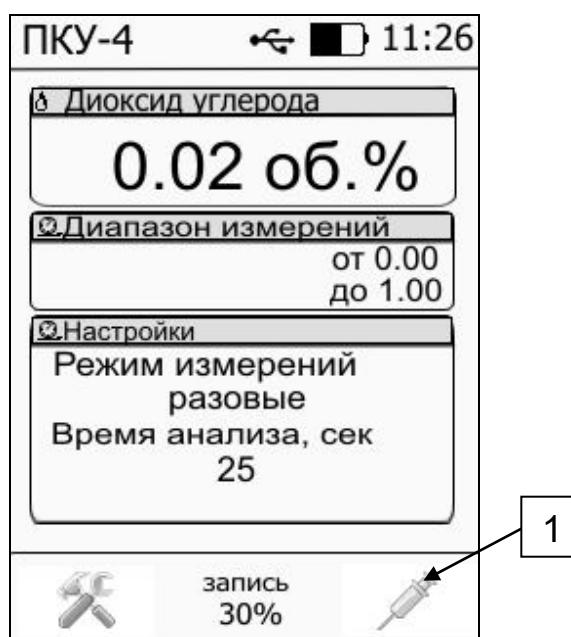 ПКУ-4 11:26
Диоксид углерода
0.02 об.%
Диапазон измерений
от 0.00
до 1.00
Настройки
Режим измерений
разовые
Время анализа, сек
25
1
запись
30%